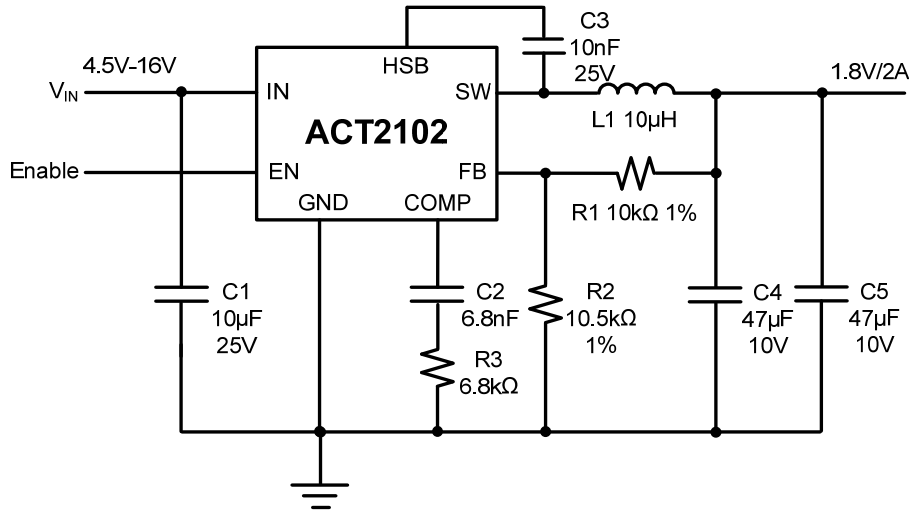 C3
10nF
25V
4.5V-16V
1.8V/2A
HSB
V_IN
IN
SW
L1 10µH
ACT2102
Enable
EN
FB
GND
COMP
R1 10kΩ 1%
C1
10µF
25V
C2
6.8nF
R2
10.5kΩ
1%
C4
47µF
10V
C5
47µF
10V
R3
6.8kΩ